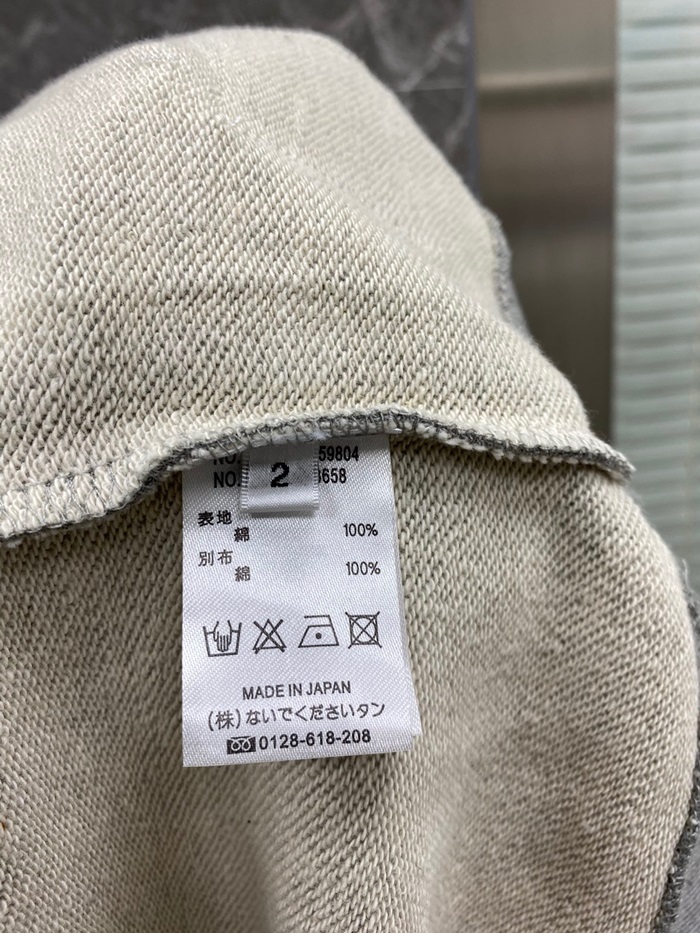 NO. 59804
2
NO. 658
表地
綿 100%
別布
綿 100%
MADE IN JAPAN
(株)ないでくださいタン
0128-618-208